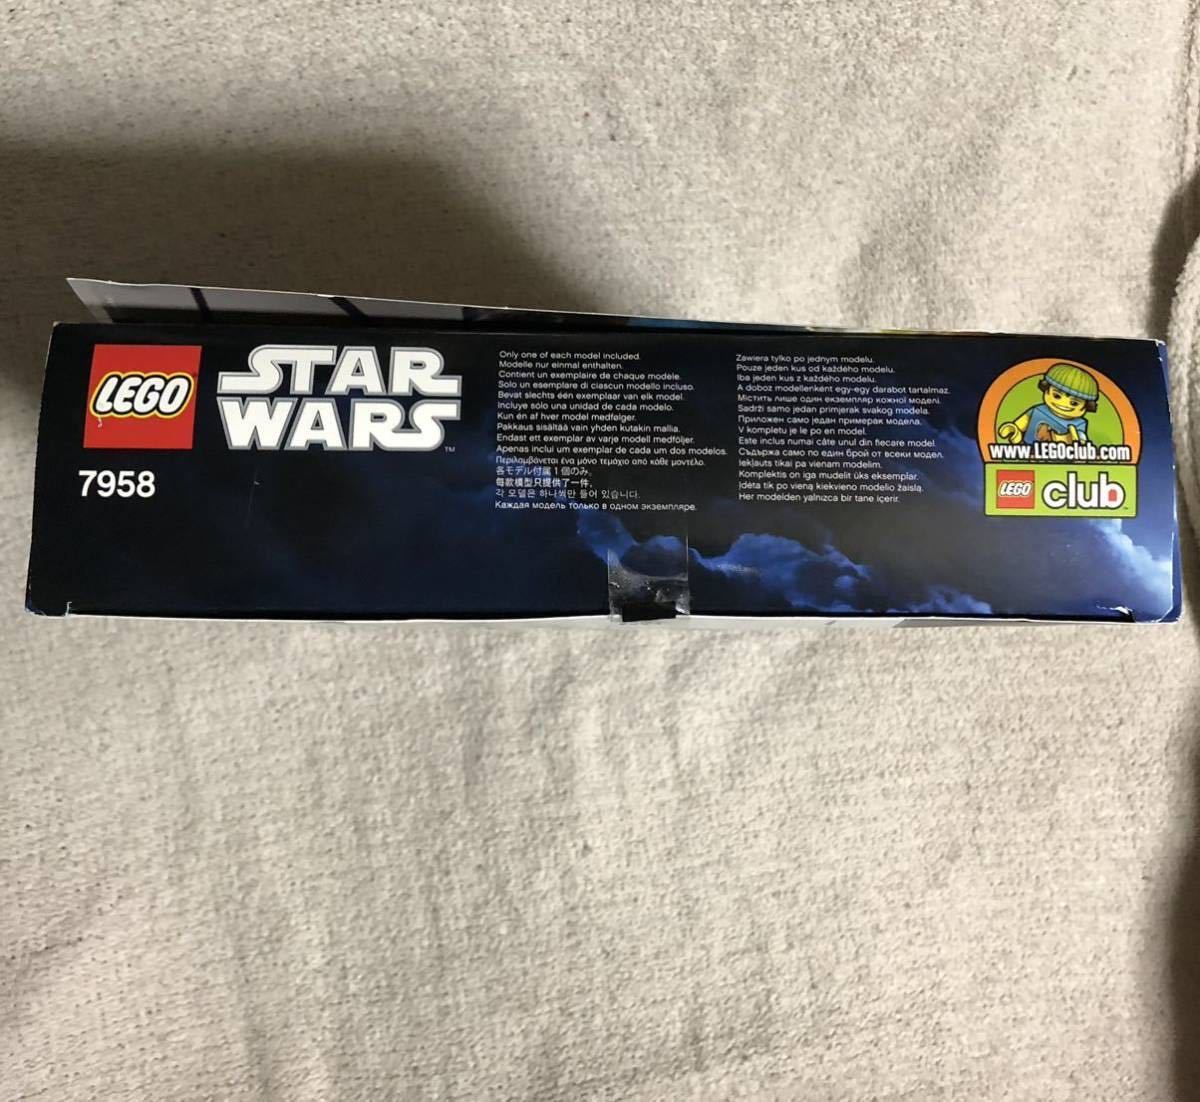 LEGO
STAR
WARS™
7958
Only one of each model included.
Modelle nur einmal enthalten.
Contient un exemplaire de chaque modèle.
Solo un esemplare di ciascun modello incluso.
Bevat slechts één exemplaar van elk model.
Incluye sólo una unidad de cada modelo.
Kun én af hver model medfølger.
Pakkaus sisältää vain yhden kutakin mallia.
Endast ett exemplar av varje modell medföljer.
Apenas inclui um exemplar de cada um dos modelos.
Περιλαμβάνεται ένα μόνο τεμάχιο από κάθε μοντέλο.
各モデル付属1個のみ。
每款模型只提供了一件。
각 모델은 하나씩만 들어 있습니다.
Каждая модель только в одном экземпляре.
Zawiera tylko po jednym modelu.
Pouze jeden kus od každého modelu.
Iba jeden kus z každého modelu.
A doboz modellenként egy-egy darabot tartalmaz.
Містить лише один екземпляр кожної моделі.
Sadrži samo jedan primjerak svakog modela.
Приложен само један примерак модела.
V kompletu je le po en model.
Este inclus numai câte unul din fiecare model.
Съдържа само по един брой от всеки модел.
Iekļauts tikai pa vienam modelim.
Komplektis on iga mudelit üks eksemplar.
Įdėta tik po vieną kiekvieno modelio žaislą.
Her modelden yalnızca bir tane içerir.
www.LEGOclub.com
LEGO club™